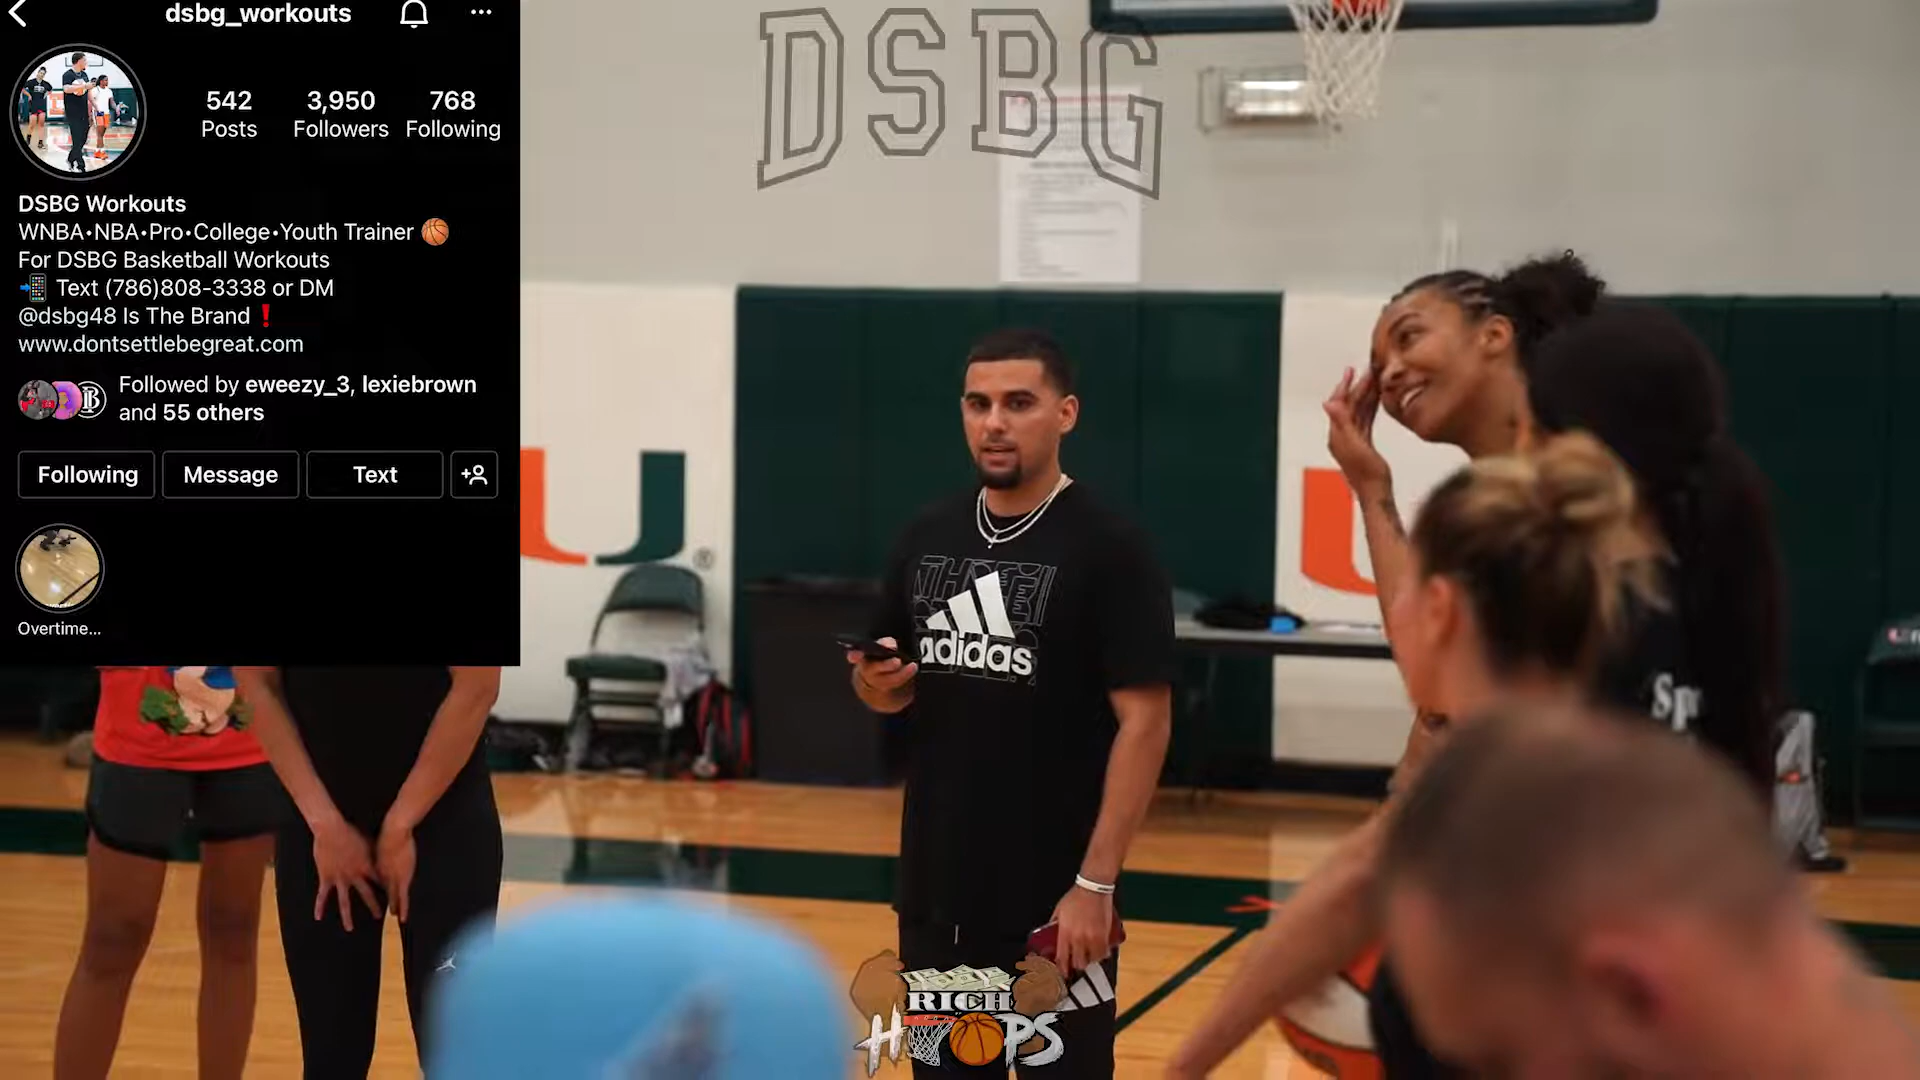 dsbg_workouts
542
Posts
3,950
Followers
768
Following
DSBG Workouts
WNBA•NBA•Pro•College•Youth Trainer 🏀
For DSBG Basketball Workouts
📲 Text (786)808-3338 or DM
@dsbg48 Is The Brand❗
www.dontsettlebegreat.com
Followed by eweezy_3, lexiebrown
and 55 others
Following
Message
Text
Overtime...
DSBG
adidas
RICH
HOOPS